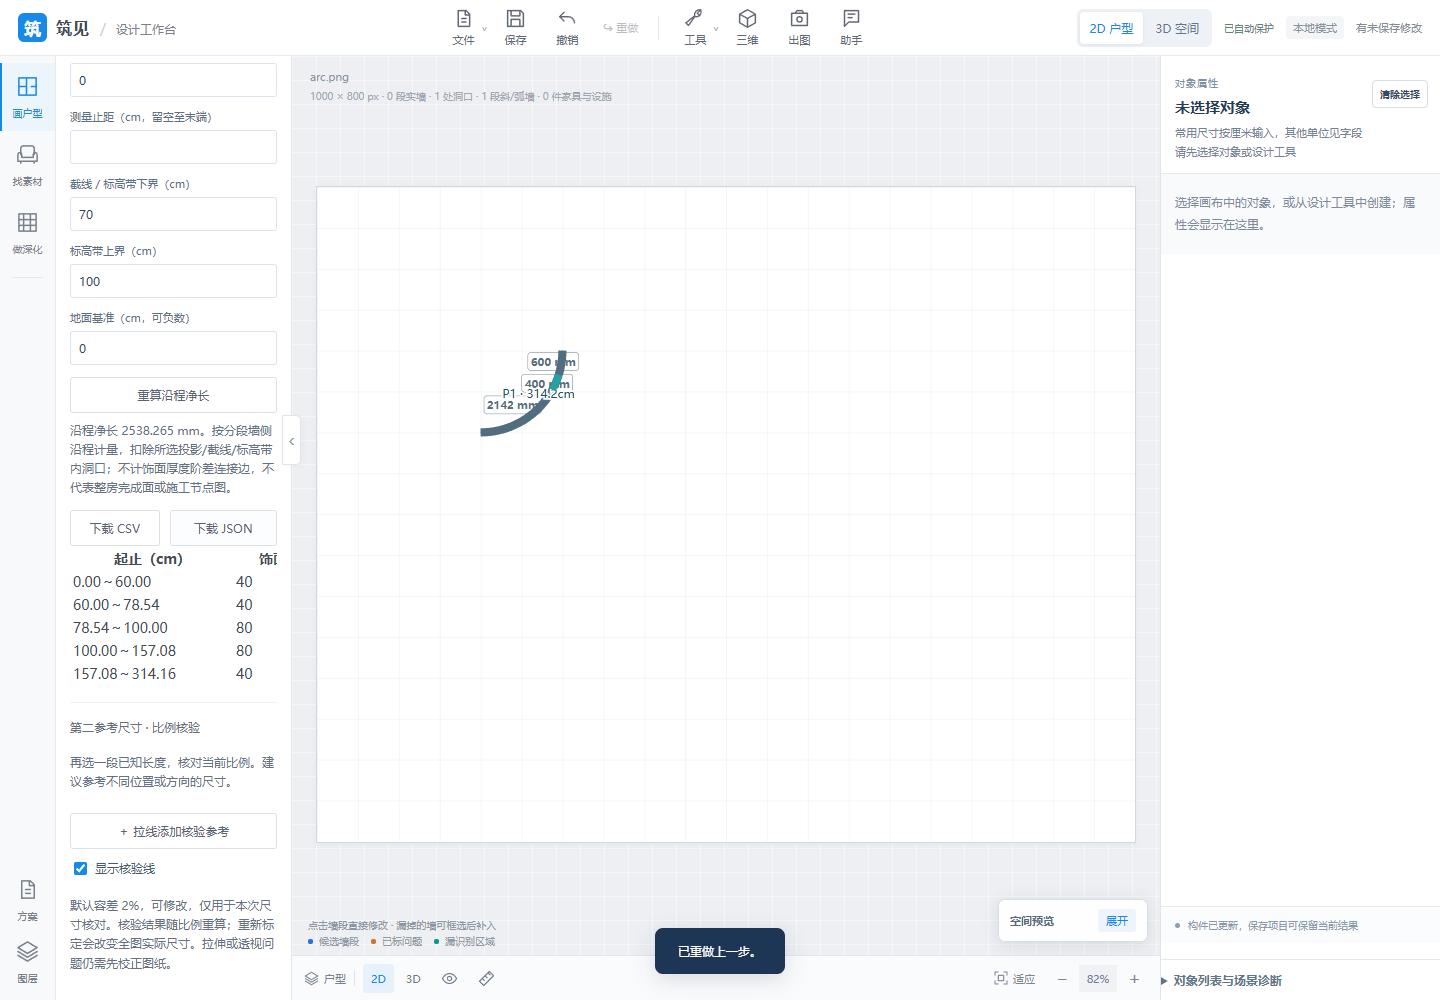 筑 筑见 / 设计工作台
文件
保存
撤销
重做
工具
三维
出图
助手
2D 户型
3D 空间
已自动保护
本地模式
有未保存修改
画户型
找素材
做深化
方案
图层
0
测量止距（cm，留空至末端）
截线 / 标高带下界（cm）
70
标高带上界（cm）
100
地面基准（cm，可负数）
0
重算沿程净长
沿程净长 2538.265 mm。按分段墙侧
沿程计量，扣除所选投影/截线/标高带
内洞口；不计饰面厚度阶差连接边，不
代表整房完成面或施工节点图。
下载 CSV
下载 JSON
起止（cm）
0.00～60.00 40
60.00～78.54 40
78.54～100.00 80
100.00～157.08 80
157.08～314.16 40
第二参考尺寸 · 比例核验
再选一段已知长度，核对当前比例。建
议参考不同位置或方向的尺寸。
+ 拉线添加核验参考
显示核验线
默认容差 2%，可修改，仅用于本次尺
寸核对。核验结果随比例重算；重新标
定会改变全图实际尺寸。拉伸或透视问
题仍需先校正图纸。
arc.png
1000 × 800 px · 0 段实墙 · 1 处洞口 · 1 段斜/弧墙 · 0 件家具与设施
600 mm
400 mm
P1 · 314.2cm
2142 mm
点击墙段直接修改 · 漏掉的墙可框选后补入
候选墙段
已标问题
漏识别区域
已重做上一步。
空间预览
展开
户型
2D
3D
适应
82%
对象属性
未选择对象
清除选择
常用尺寸按厘米输入，其他单位见字段
请先选择对象或设计工具
选择画布中的对象，或从设计工具中创建；属
性会显示在这里。
构件已更新，保存项目可保留当前结果
对象列表与场景诊断